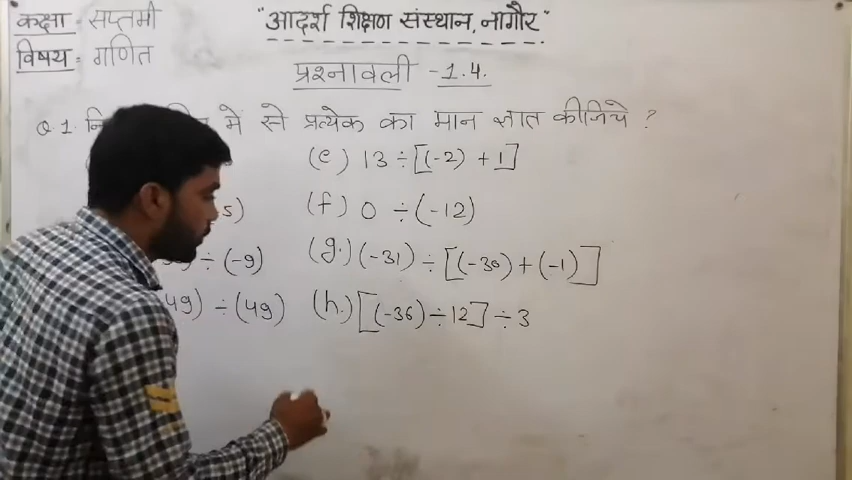 कक्षा - सप्तमी
"आदर्श शिक्षण संस्थान, नागौर"
विषय - गणित
प्रश्नावली - 1.4.
Q.1. में से प्रत्येक का मान ज्ञात कीजिये ?
(e) 13 ÷ [(-2) + 1]
(f) 0 ÷ (-12)
÷ (-9)
(g.) (-31) ÷ [(-30) + (-1)]
49) ÷ (49)
(h.) [(-36) ÷ 12] ÷ 3